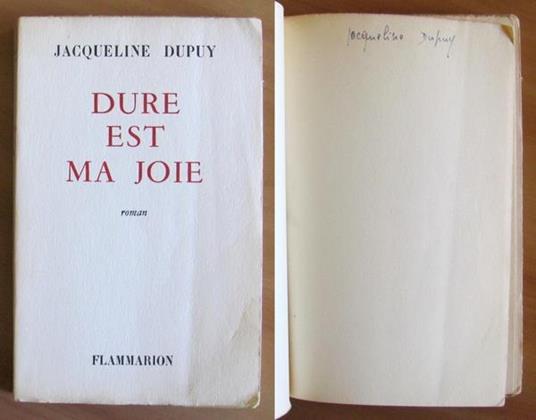 JACQUELINE DUPUY
DURE
EST
MA JOIE
roman
FLAMMARION
Jacqueline Dupuy